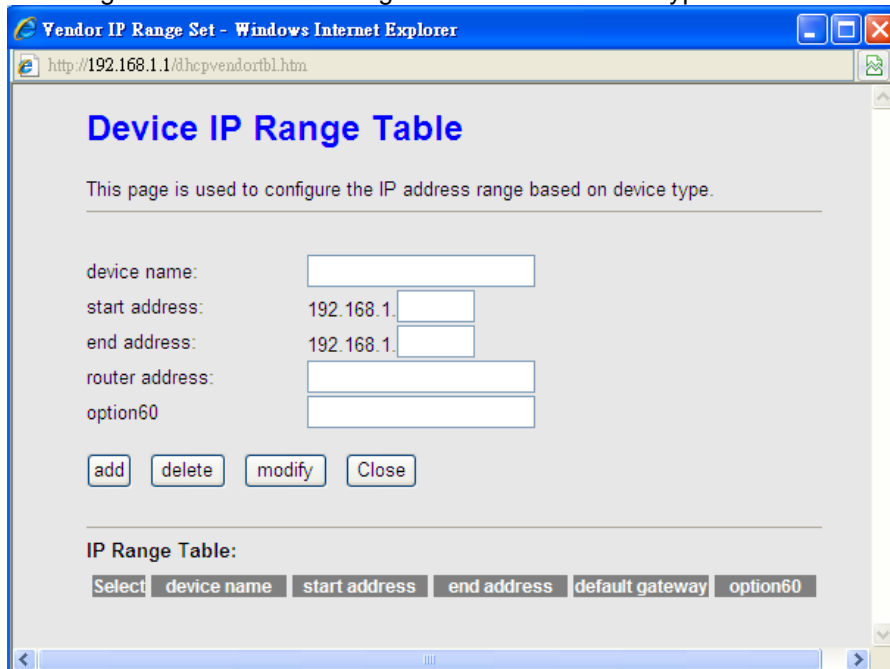 Vendor IP Range Set - Windows Internet Explorer
http://192.168.1.1/dhcpvendortbl.htm
Device IP Range Table
This page is used to configure the IP address range based on device type.
device name:
start address: 192.168.1.
end address: 192.168.1.
router address:
option60
add delete modify Close
IP Range Table:
Select device name start address end address default gateway option60